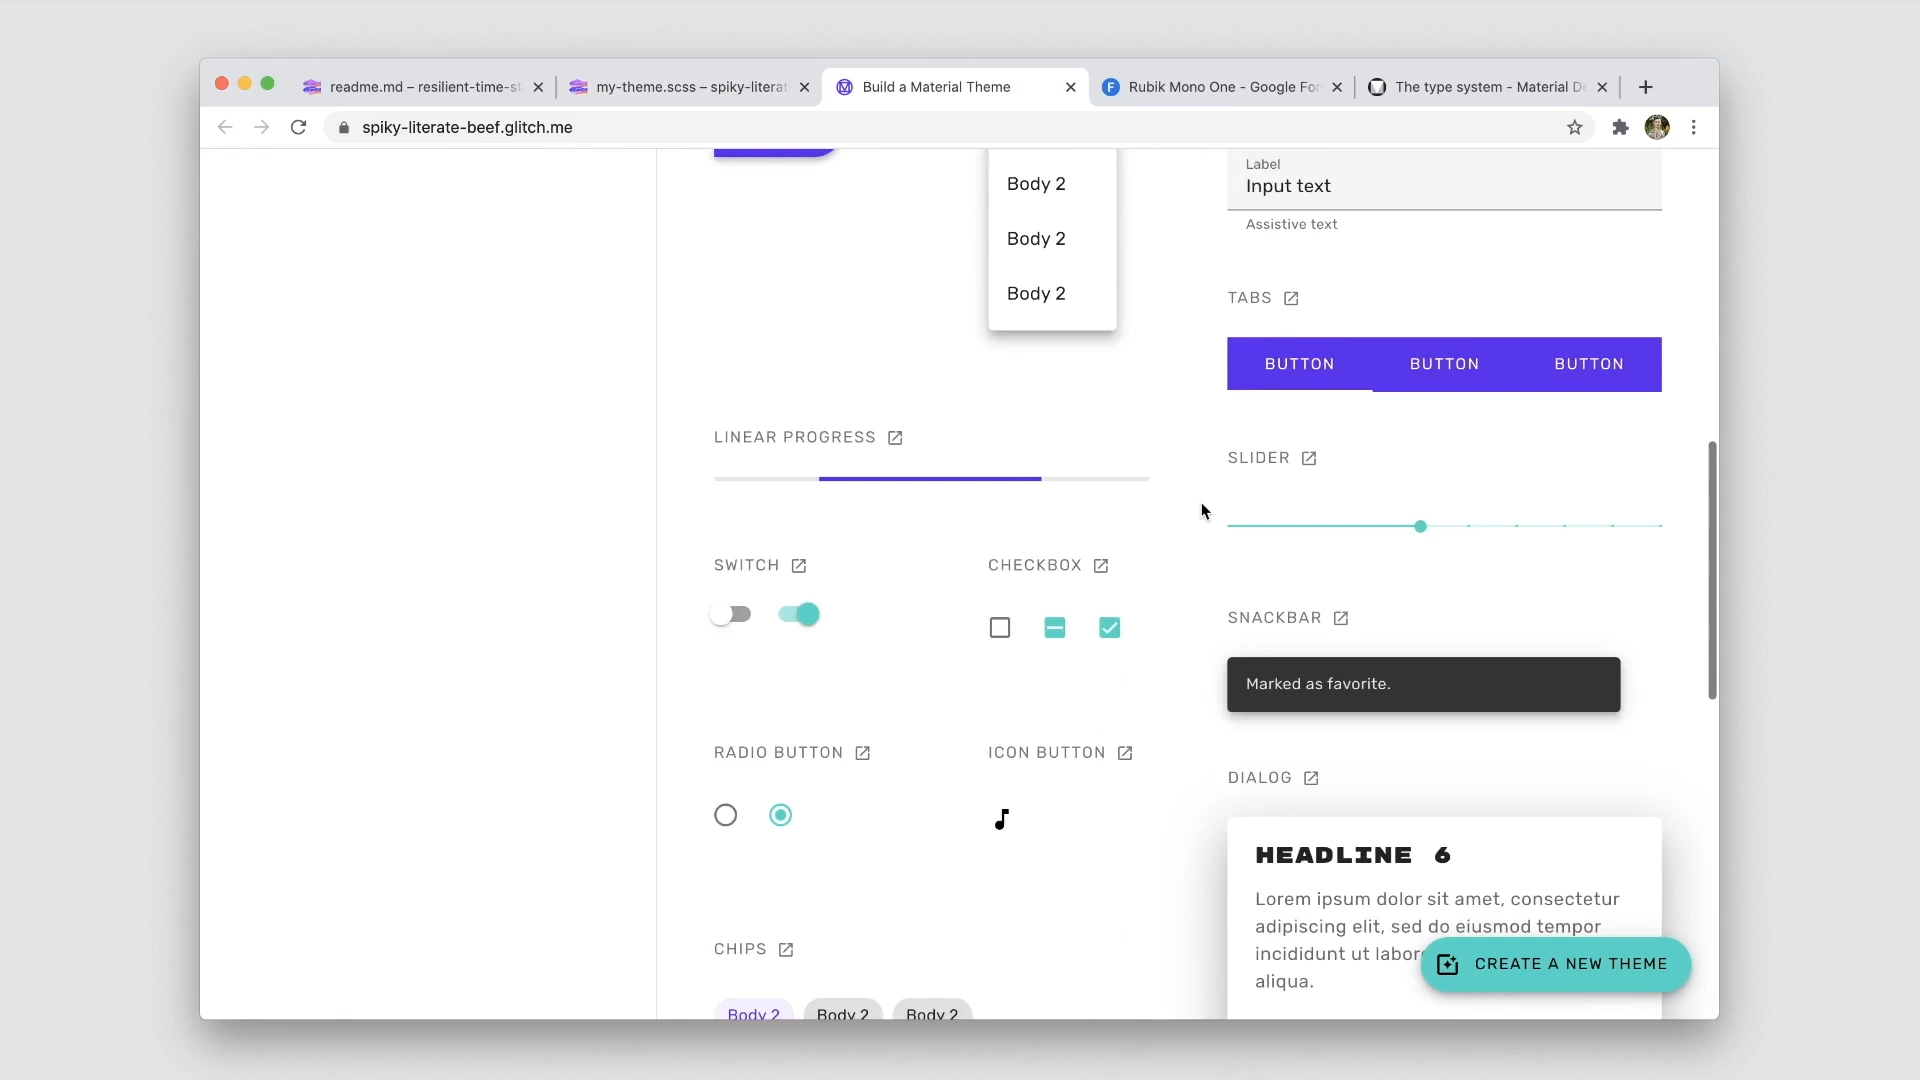 readme.md – resilient-time-st
my-theme.scss – spiky-literat
Build a Material Theme
Rubik Mono One - Google Fon
The type system - Material De
spiky-literate-beef.glitch.me
Body 2
Body 2
Body 2
LINEAR PROGRESS
SWITCH
CHECKBOX
RADIO BUTTON
ICON BUTTON
CHIPS
Body 2
Body 2
Body 2
Label
Input text
Assistive text
TABS
BUTTON
BUTTON
BUTTON
SLIDER
SNACKBAR
Marked as favorite.
DIALOG
HEADLINE 6
Lorem ipsum dolor sit amet, consectetur
adipiscing elit, sed do eiusmod tempor
incididunt ut labor
aliqua.
CREATE A NEW THEME